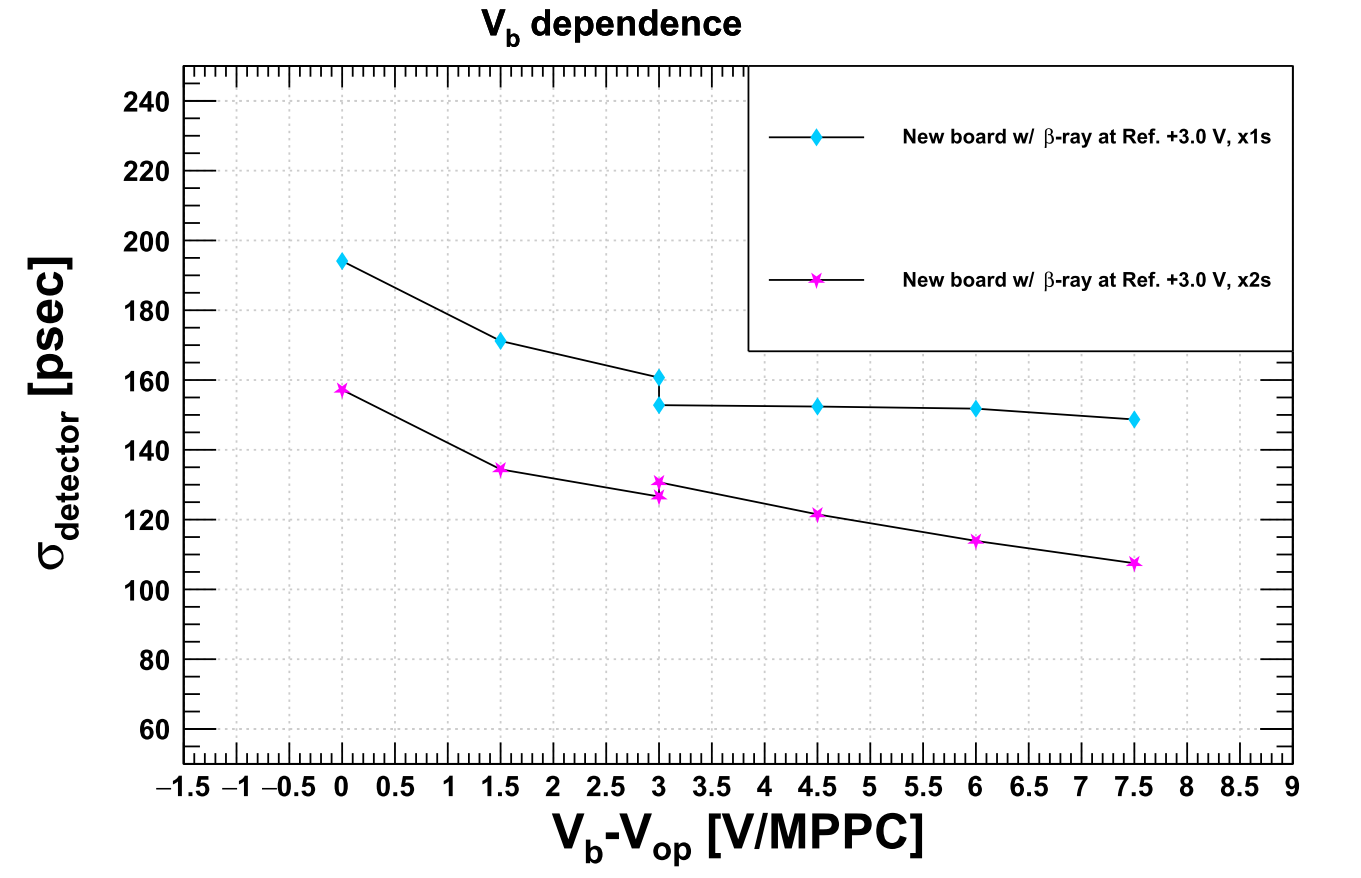 V_b dependence
New board w/ β-ray at Ref. +3.0 V, x1s
New board w/ β-ray at Ref. +3.0 V, x2s
σ_detector [psec]
240
220
200
180
160
140
120
100
80
60
−1.5 −1 −0.5 0 0.5 1 1.5 2 2.5 3 3.5 4 4.5 5 5.5 6 6.5 7 7.5 8 8.5 9
V_b-V_op [V/MPPC]